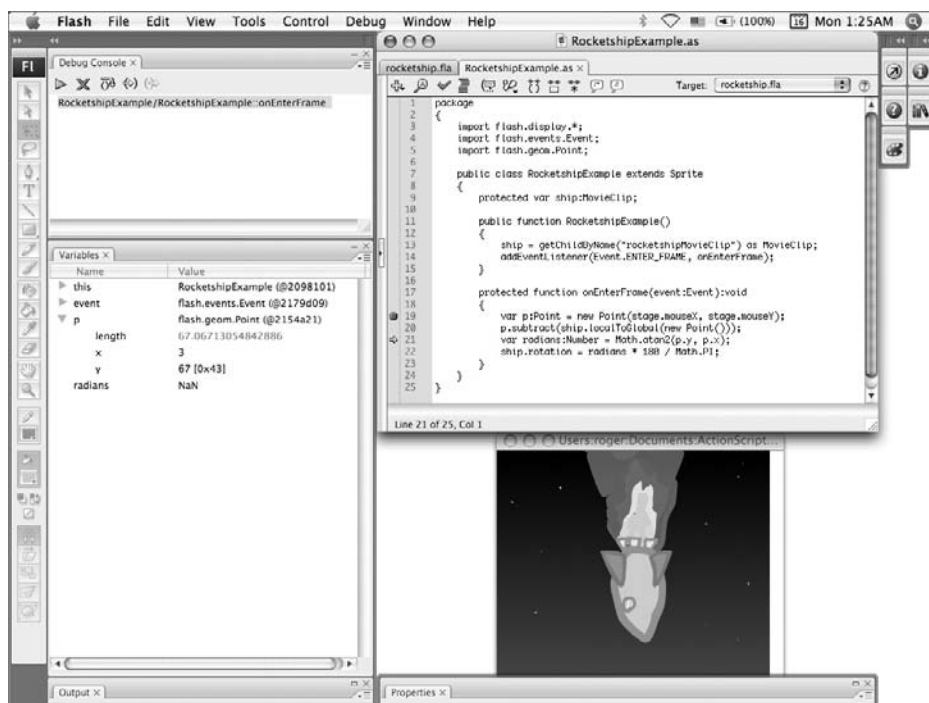 Flash File Edit View Tools Control Debug Window Help (100%) 16 Mon 1:25AM
RocketshipExample.as
Fl
Debug Console ×
RocketshipExample/RocketshipExample::onEnterFrame
rocketship.fla RocketshipExample.as ×
Target: rocketship.fla
1 package
2 {
3 import flash.display.*;
4 import flash.events.Event;
5 import flash.geom.Point;
6
7 public class RocketshipExample extends Sprite
8 {
9 protected var ship:MovieClip;
10
11 public function RocketshipExample()
12 {
13 ship = getChildByName("rocketshipMovieClip") as MovieClip;
14 addEventListener(Event.ENTER_FRAME, onEnterFrame);
15 }
16
17 protected function onEnterFrame(event:Event):void
18 {
19 var p:Point = new Point(stage.mouseX, stage.mouseY);
20 p.subtract(ship.localToGlobal(new Point()));
21 var radians:Number = Math.atan2(p.y, p.x);
22 ship.rotation = radians * 180 / Math.PI;
23 }
24 }
25 }
Line 21 of 25, Col 1
Variables ×
Name Value
this RocketshipExample (@2098101)
event flash.events.Event (@2179d09)
p flash.geom.Point (@2154a21)
length 67.06713054842886
x 3
y 67 [0x43]
radians NaN
Users:roger:Documents:ActionScript...
Output ×
Properties ×